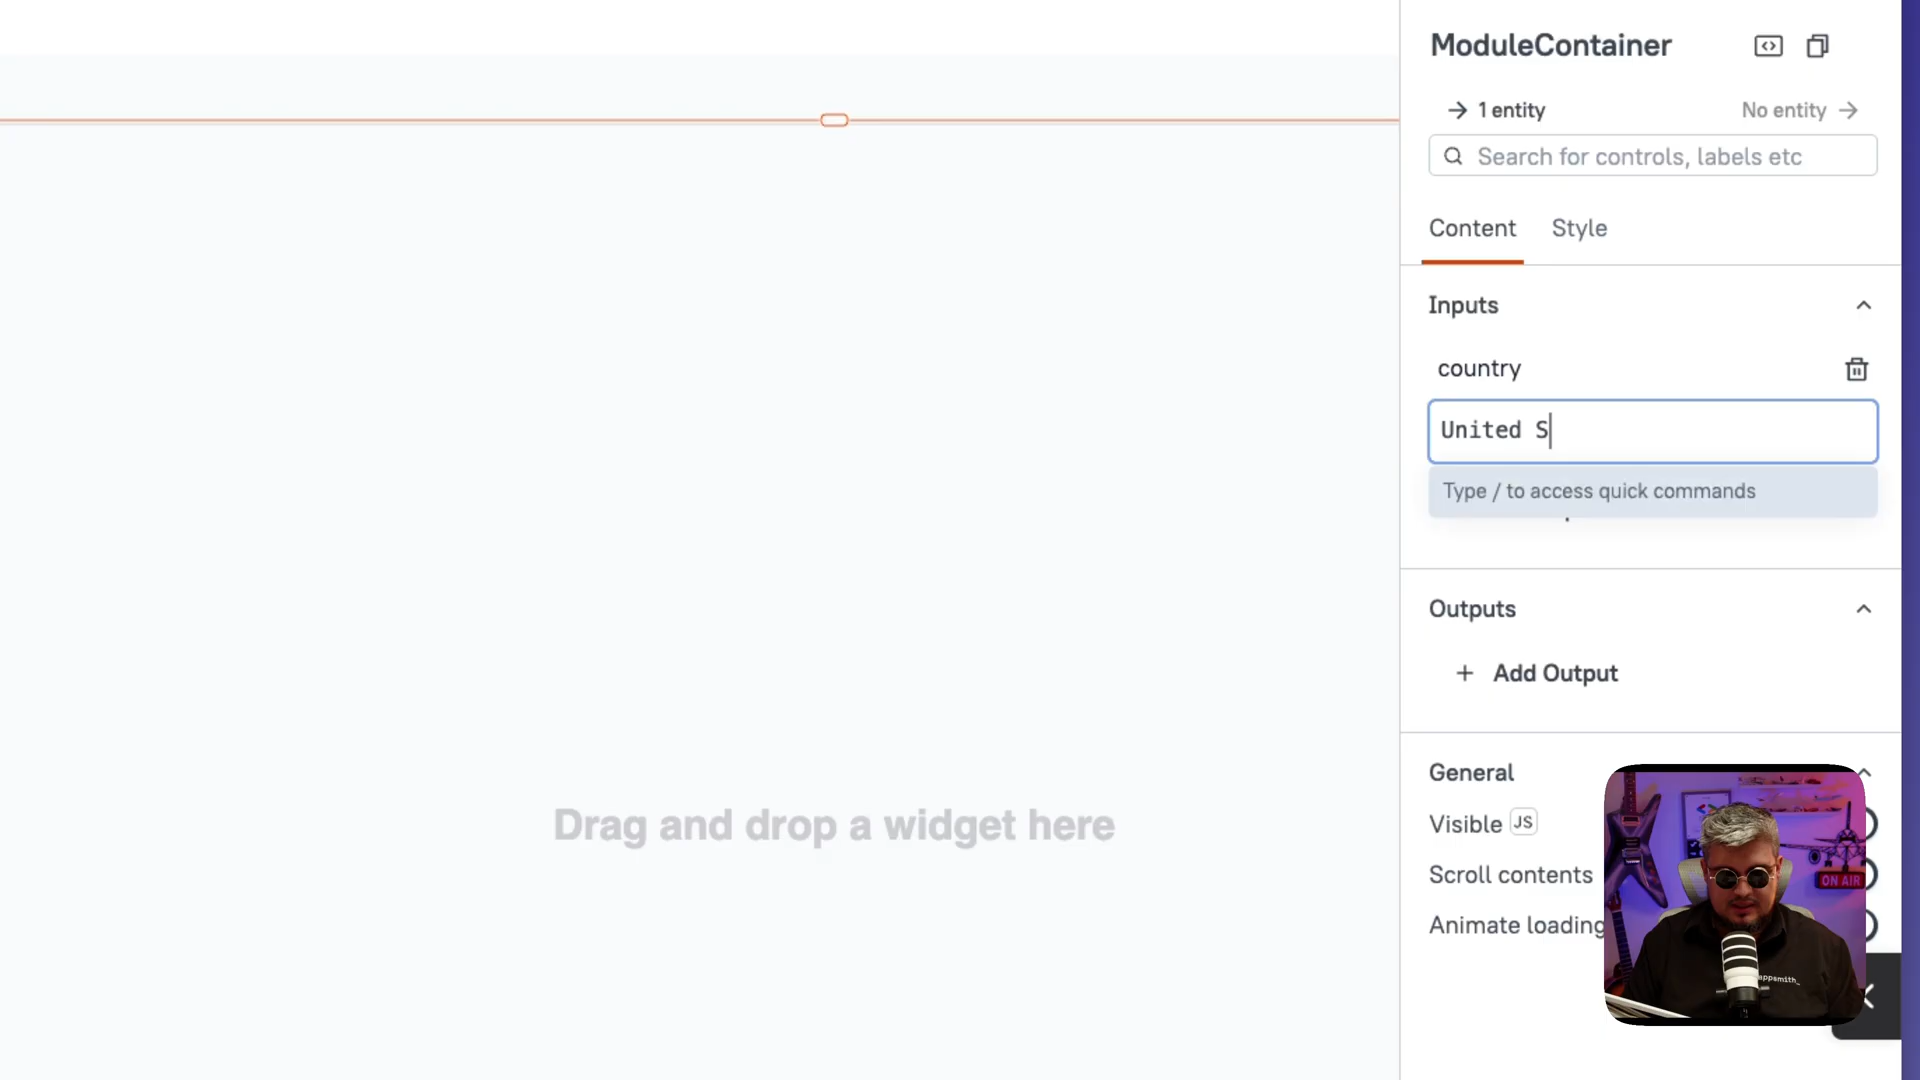 ModuleContainer
1 entity
No entity
Search for controls, labels etc
Content
Style
Inputs
country
United S
Type / to access quick commands
Outputs
+ Add Output
Drag and drop a widget here
General
Visible JS
Scroll contents
Animate loading
ON AIR
appsmith_